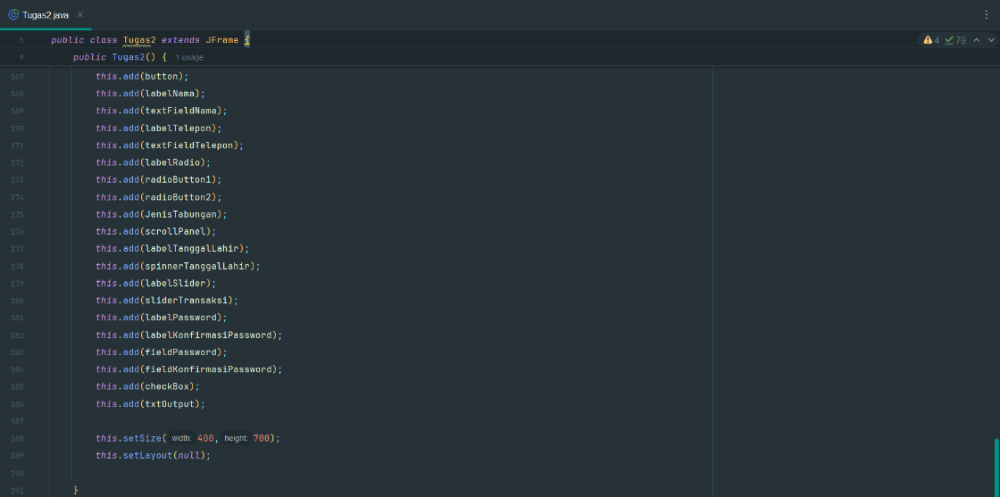 Tugas2.java
5 public class Tugas2 extends JFrame { 4 79
9 public Tugas2() { 1 usage
167 this.add(button);
168 this.add(labelNama);
169 this.add(textFieldNama);
170 this.add(labelTelepon);
171 this.add(textFieldTelepon);
172 this.add(labelRadio);
173 this.add(radioButton1);
174 this.add(radioButton2);
175 this.add(JenisTabungan);
176 this.add(scrollPanel);
177 this.add(labelTanggalLahir);
178 this.add(spinnerTanggalLahir);
179 this.add(labelSlider);
180 this.add(sliderTransaksi);
181 this.add(labelPassword);
182 this.add(labelKonfirmasiPassword);
183 this.add(fieldPassword);
184 this.add(fieldKonfirmasiPassword);
185 this.add(checkBox);
186 this.add(txtOutput);
187
188 this.setSize( width: 400, height: 700);
189 this.setLayout(null);
190
191 }